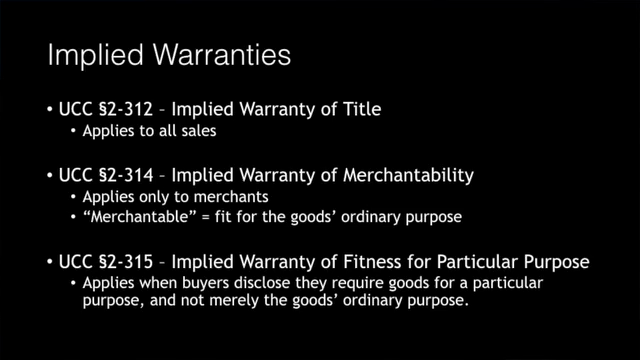 Implied Warranties
• UCC §2-312 – Implied Warranty of Title
• Applies to all sales
• UCC §2-314 – Implied Warranty of Merchantability
• Applies only to merchants
• “Merchantable” = fit for the goods’ ordinary purpose
• UCC §2-315 – Implied Warranty of Fitness for Particular Purpose
• Applies when buyers disclose they require goods for a particular
purpose, and not merely the goods’ ordinary purpose.